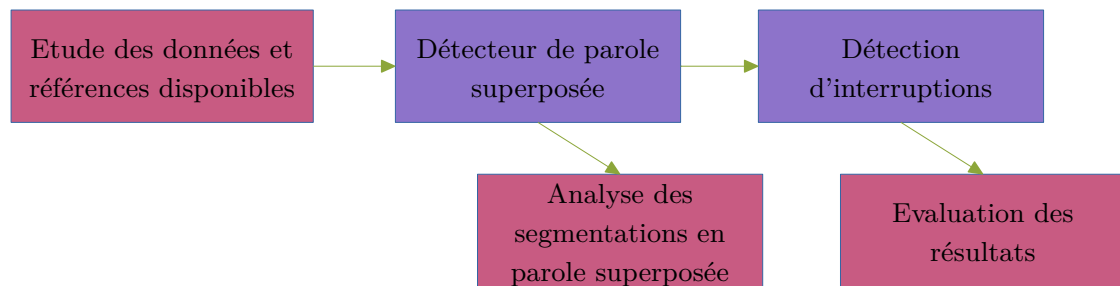 Etude des données et
références disponibles
Détecteur de parole
superposée
Détection
d'interruptions
Analyse des
segmentations en
parole superposée
Evaluation des
résultats